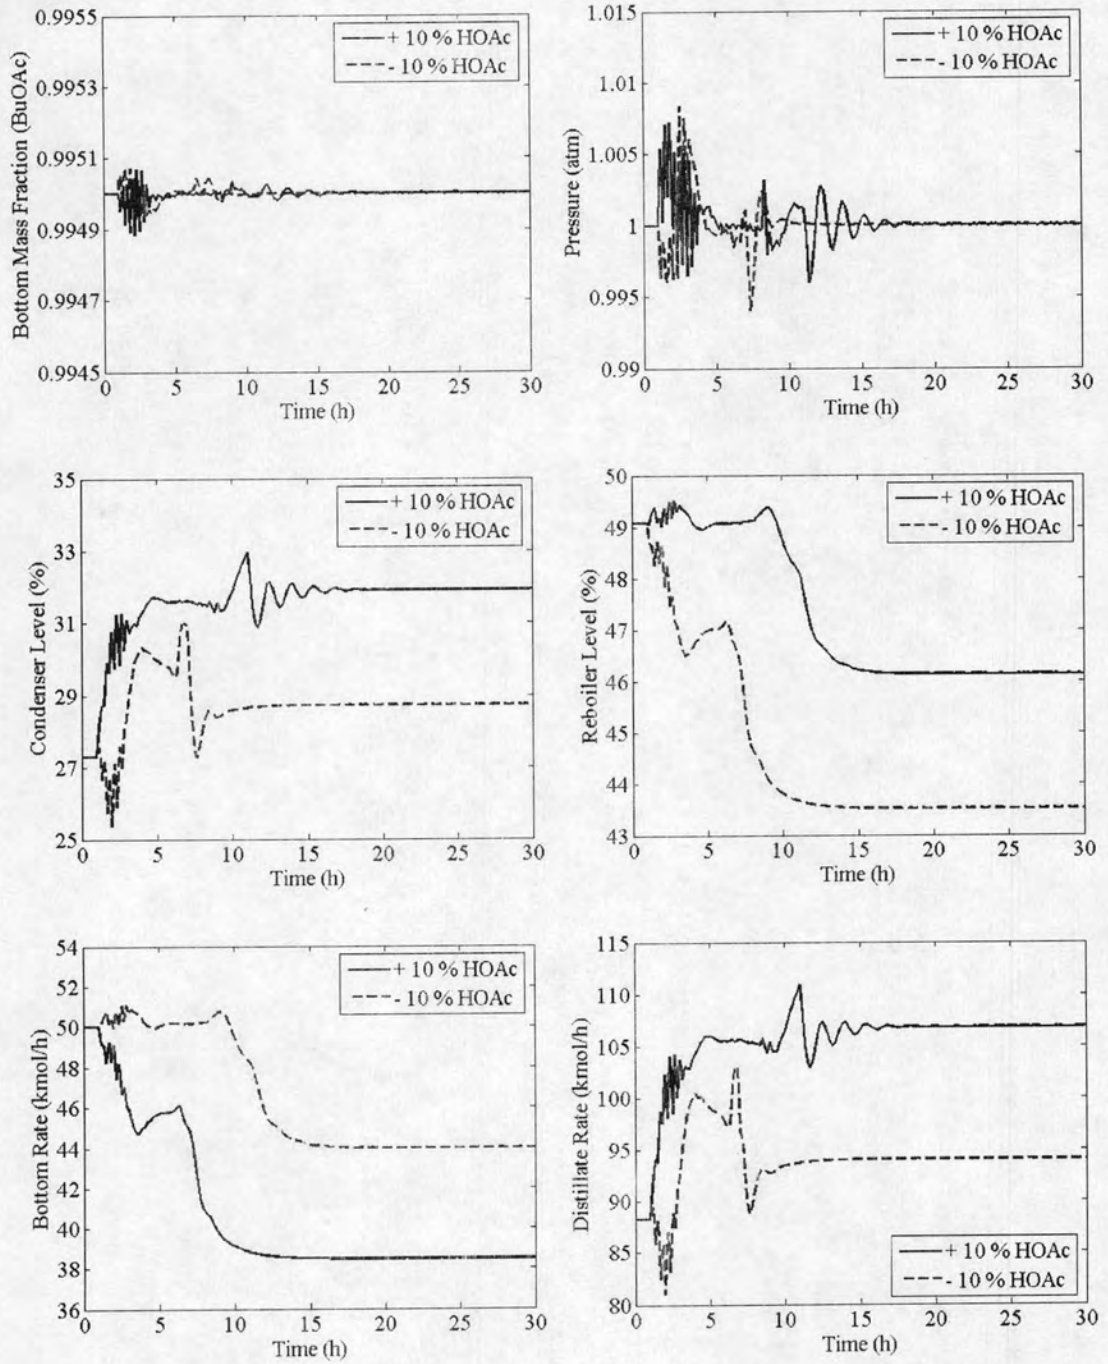 0.9955
0.9953
0.9951
0.9949
0.9947
0.9945
Bottom Mass Fraction (BuOAc)
+ 10 % HOAc
- 10 % HOAc
0 5 10 15 20 25 30
Time (h)
1.015
1.01
1.005
1
0.995
0.99
Pressure (atm)
+ 10 % HOAc
- 10 % HOAc
0 5 10 15 20 25 30
Time (h)
35
33
31
29
27
25
Condenser Level (%)
+ 10 % HOAc
- 10 % HOAc
0 5 10 15 20 25 30
Time (h)
50
49
48
47
46
45
44
43
Reboiler Level (%)
+ 10 % HOAc
- 10 % HOAc
0 5 10 15 20 25 30
Time (h)
54
52
50
48
46
44
42
40
38
36
Bottom Rate (kmol/h)
+ 10 % HOAc
- 10 % HOAc
0 5 10 15 20 25 30
Time (h)
115
110
105
100
95
90
85
80
Distillate Rate (kmol/h)
+ 10 % HOAc
- 10 % HOAc
0 5 10 15 20 25 30
Time (h)